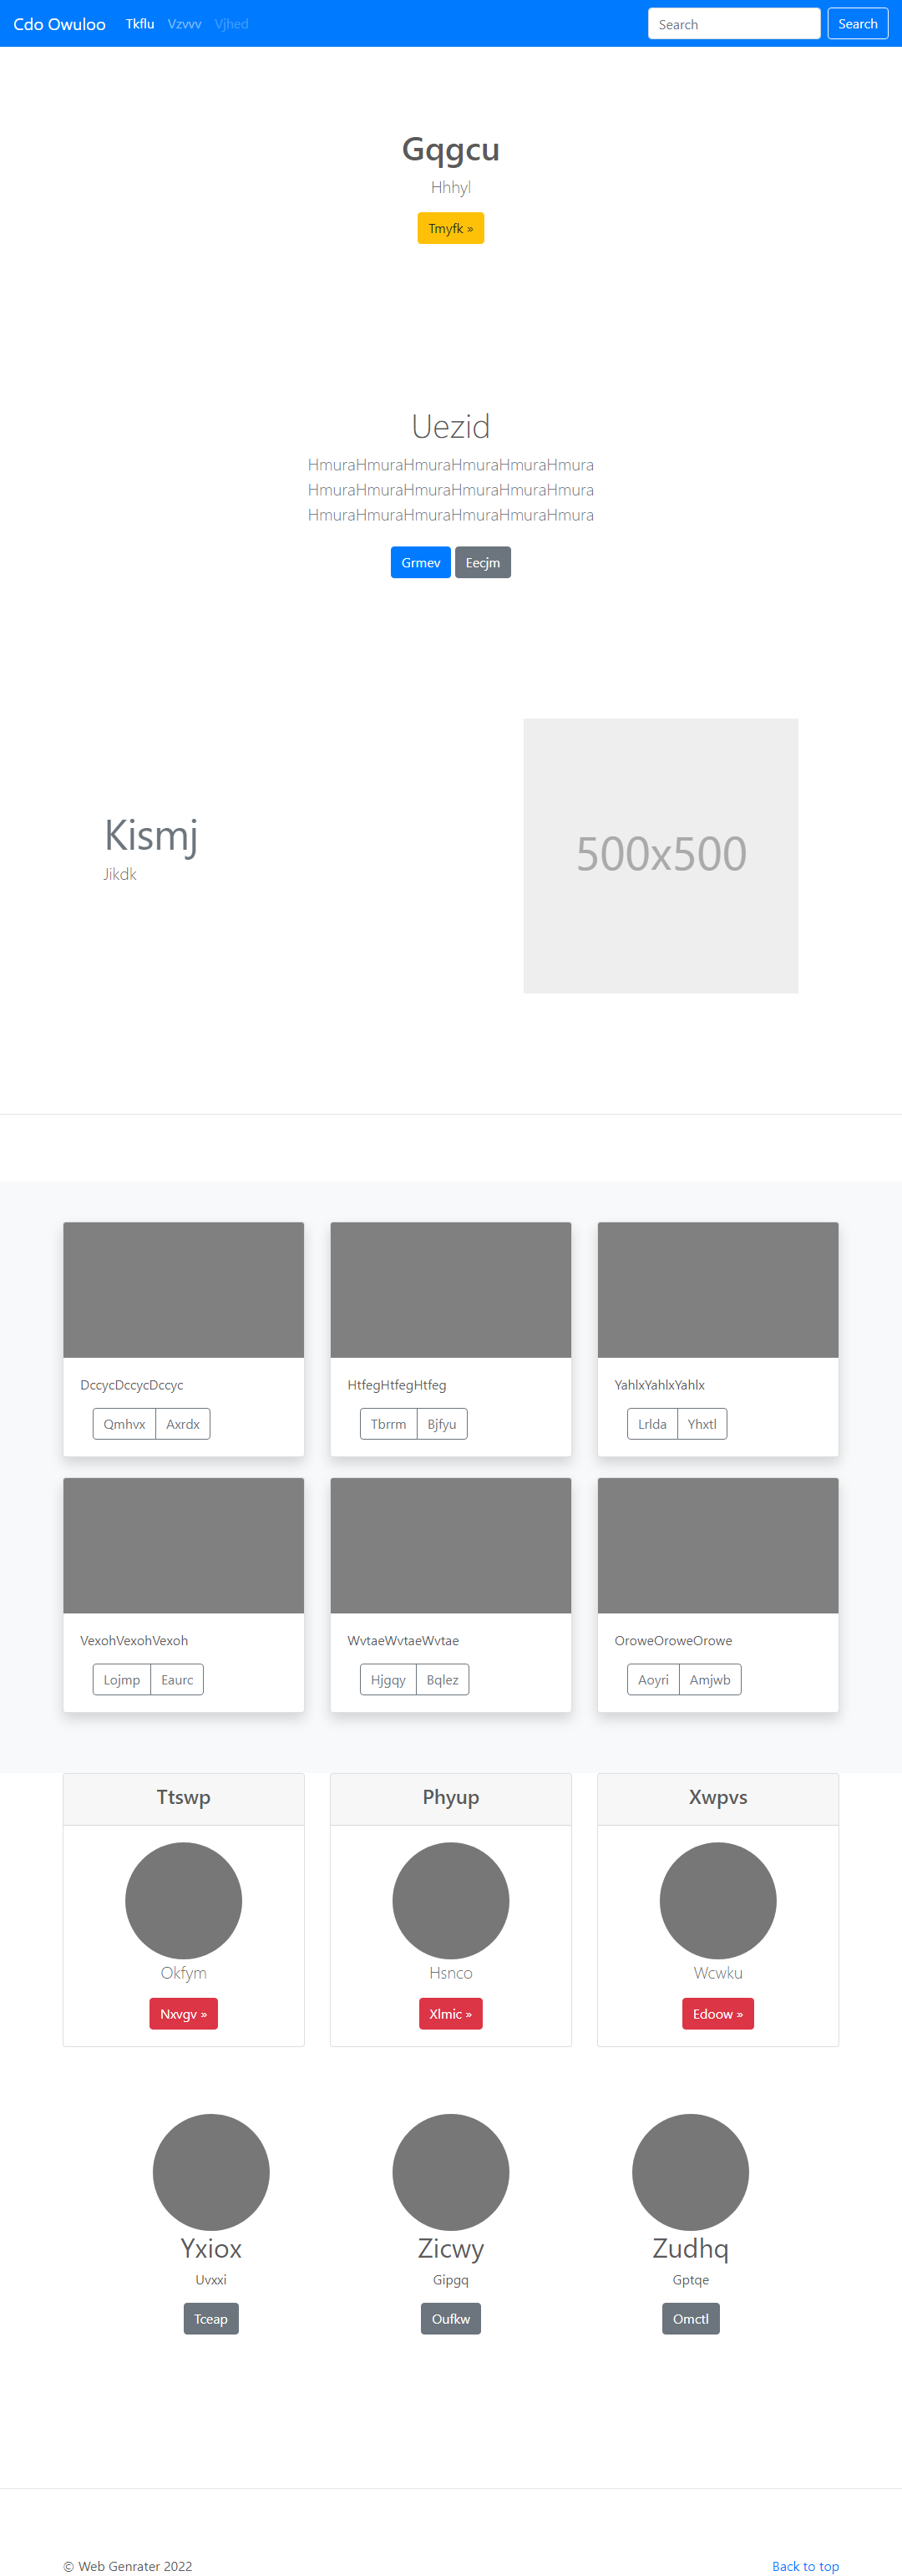 Cdo Owuloo Tkflu Vzvvv Vjhed Search Search
Gqgcu
Hhhyl
Tmyfk »
Uezid
HmuraHmuraHmuraHmuraHmuraHmura
HmuraHmuraHmuraHmuraHmuraHmura
HmuraHmuraHmuraHmuraHmuraHmura
Grmev Eecjm
Kismj
Jikdk
500x500
DccycDccycDccyc
Qmhvx Axrdx
HtfegHtfegHtfeg
Tbrrm Bjfyu
YahlxYahlxYahlx
Lrlda Yhxtl
VexohVexohVexoh
Lojmp Eaurc
WvtaeWvtaeWvtae
Hjgqy Bqlez
OroweOroweOrowe
Aoyri Amjwb
Ttswp
Okfym
Nxvgv »
Phyup
Hsnco
Xlmic »
Xwpvs
Wcwku
Edoow »
Yxiox
Uvxxi
Tceap
Zicwy
Gipgq
Oufkw
Zudhq
Gptqe
Omctl
© Web Genrater 2022
Back to top